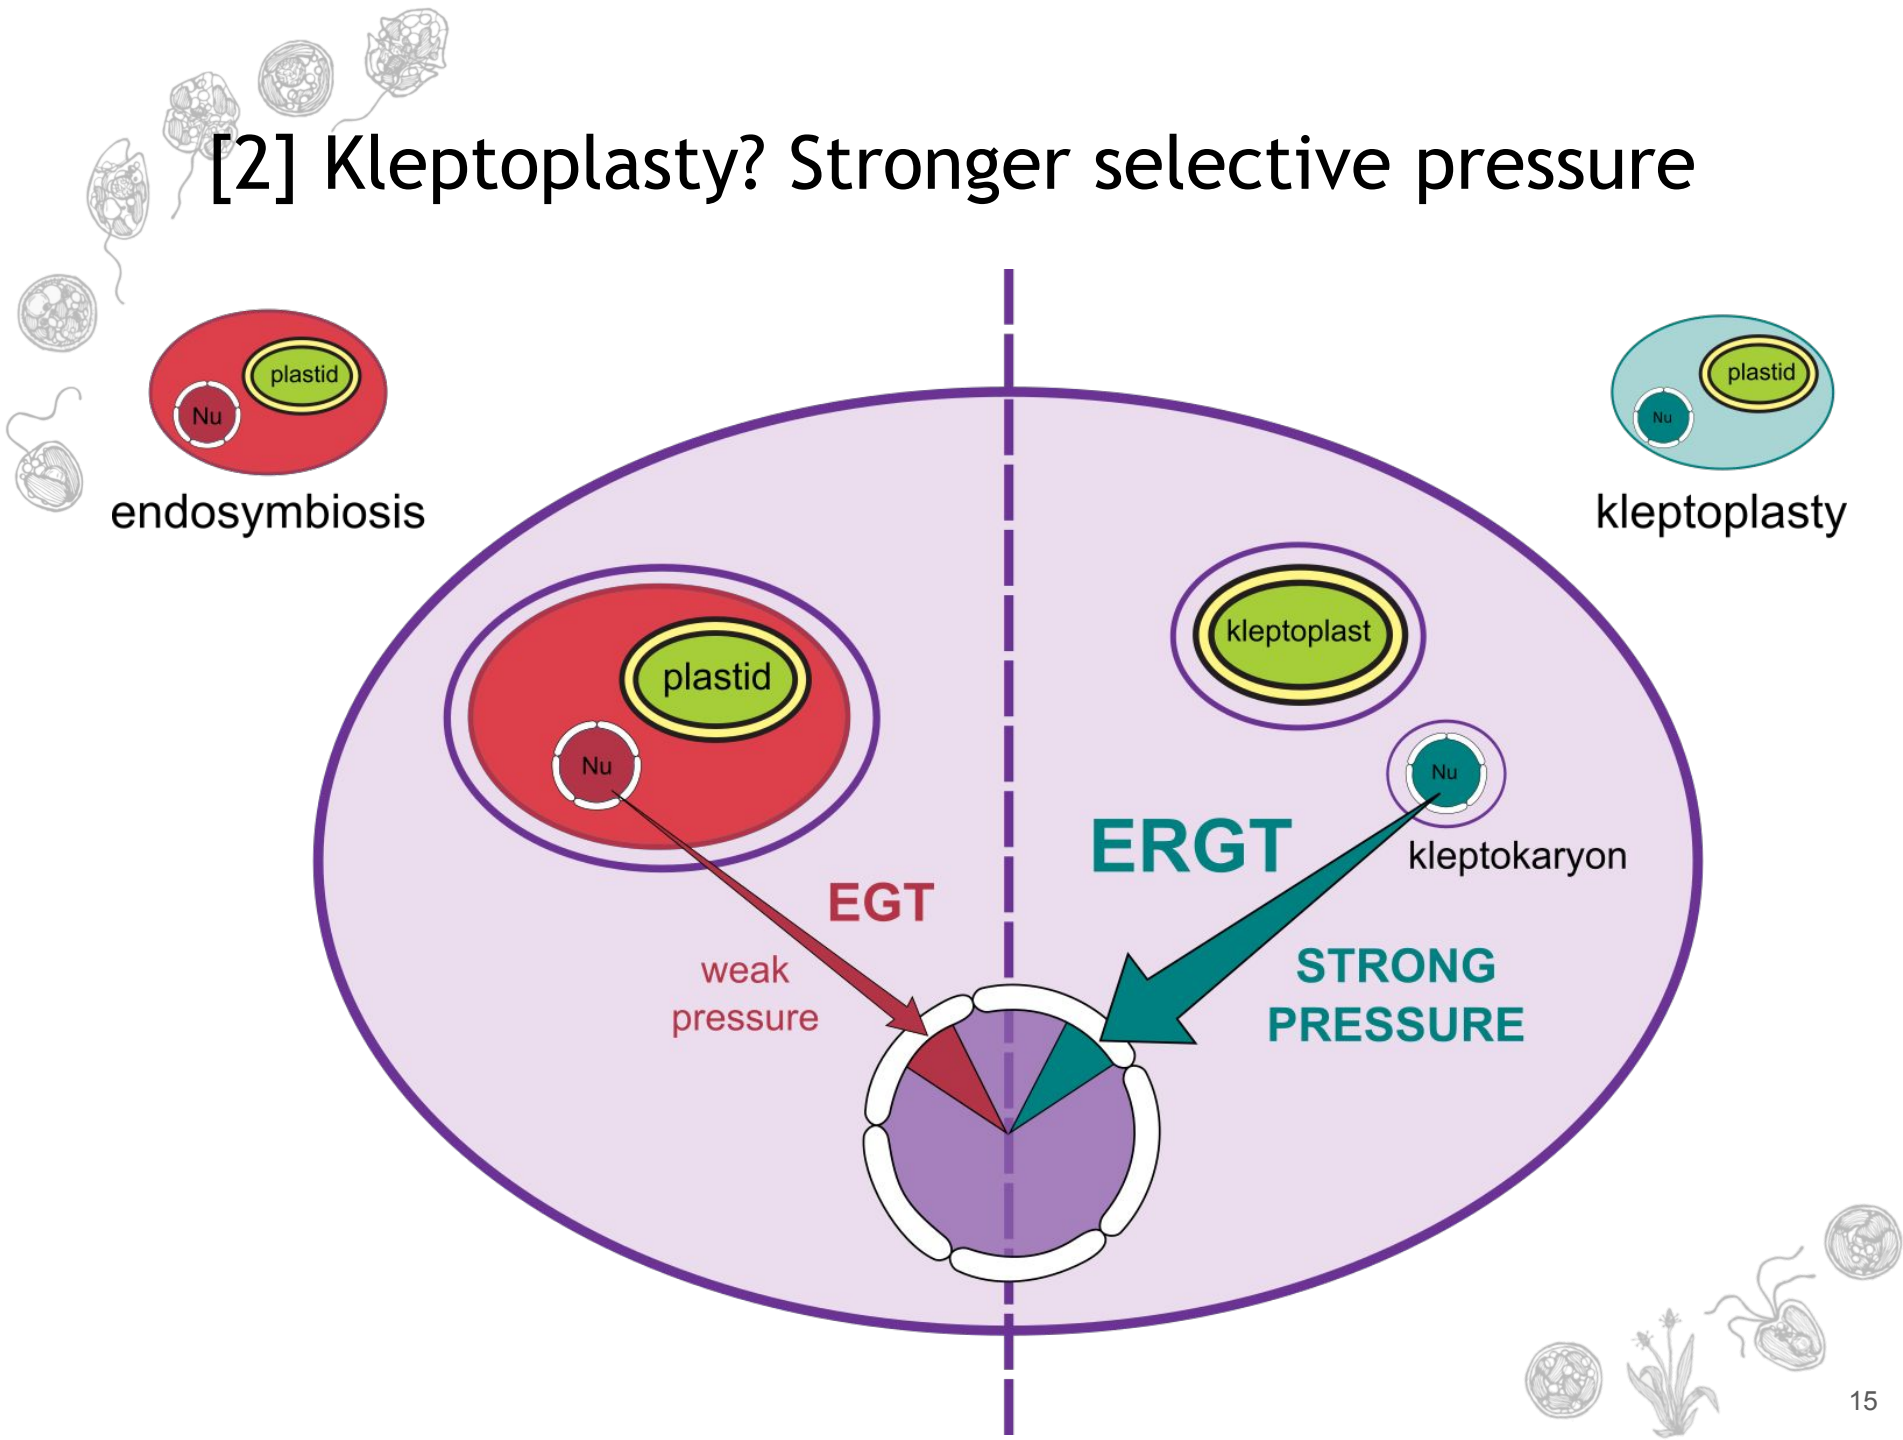 [2] Kleptoplasty? Stronger selective pressure
plastid
Nu
endosymbiosis
plastid
Nu
kleptoplasty
plastid
Nu
EGT
weak
pressure
kleptoplast
Nu
kleptokaryon
ERGT
STRONG
PRESSURE
15